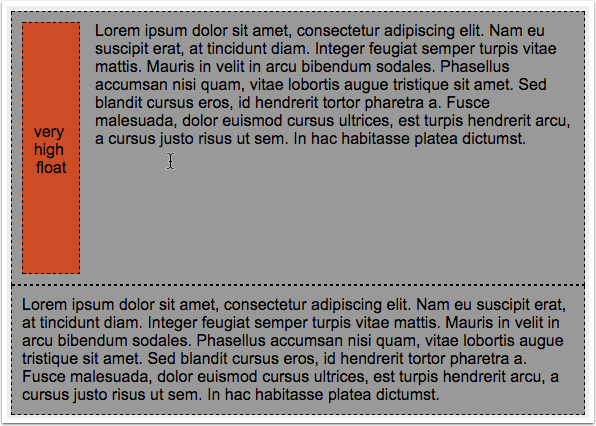 very
high
float
Lorem ipsum dolor sit amet, consectetur adipiscing elit. Nam eu
suscipit erat, at tincidunt diam. Integer feugiat semper turpis vitae
mattis. Mauris in velit in arcu bibendum sodales. Phasellus
accumsan nisi quam, vitae lobortis augue tristique sit amet. Sed
blandit cursus eros, id hendrerit tortor pharetra a. Fusce
malesuada, dolor euismod cursus ultrices, est turpis hendrerit arcu,
a cursus justo risus ut sem. In hac habitasse platea dictumst.
Lorem ipsum dolor sit amet, consectetur adipiscing elit. Nam eu suscipit erat,
at tincidunt diam. Integer feugiat semper turpis vitae mattis. Mauris in velit in
arcu bibendum sodales. Phasellus accumsan nisi quam, vitae lobortis augue
tristique sit amet. Sed blandit cursus eros, id hendrerit tortor pharetra a.
Fusce malesuada, dolor euismod cursus ultrices, est turpis hendrerit arcu, a
cursus justo risus ut sem. In hac habitasse platea dictumst.